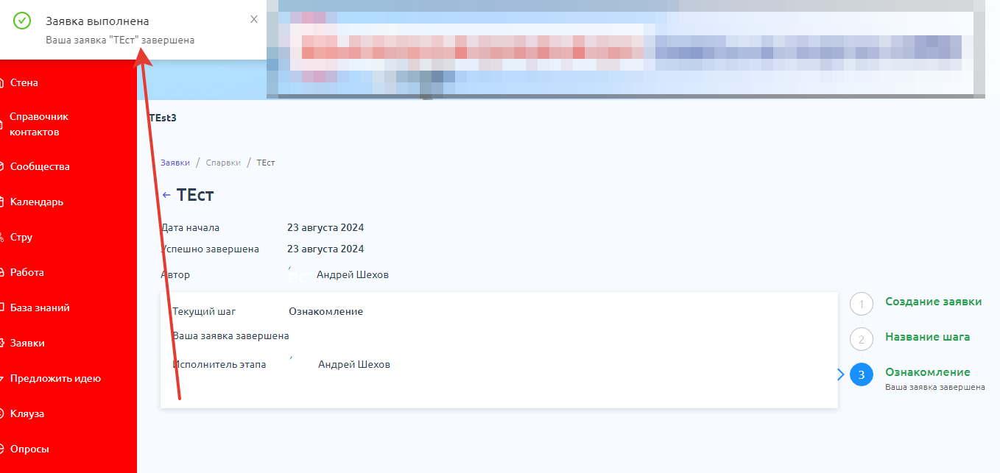 Заявка выполнена
Ваша заявка "ТЕст" завершена
Стена
Справочник
контактов
Сообщества
Календарь
Стру
Работа
База знаний
Заявки
Предложить идею
Кляуза
Опросы
TEst3
Заявки / Спарвки / ТЕст
← ТЕст
Дата начала 23 августа 2024
Успешно завершена 23 августа 2024
Автор Андрей Шехов
Текущий шаг Ознакомление
Ваша заявка завершена
Исполнитель этапа Андрей Шехов
1 Создание заявки
2 Название шага
3 Ознакомление
Ваша заявка завершена